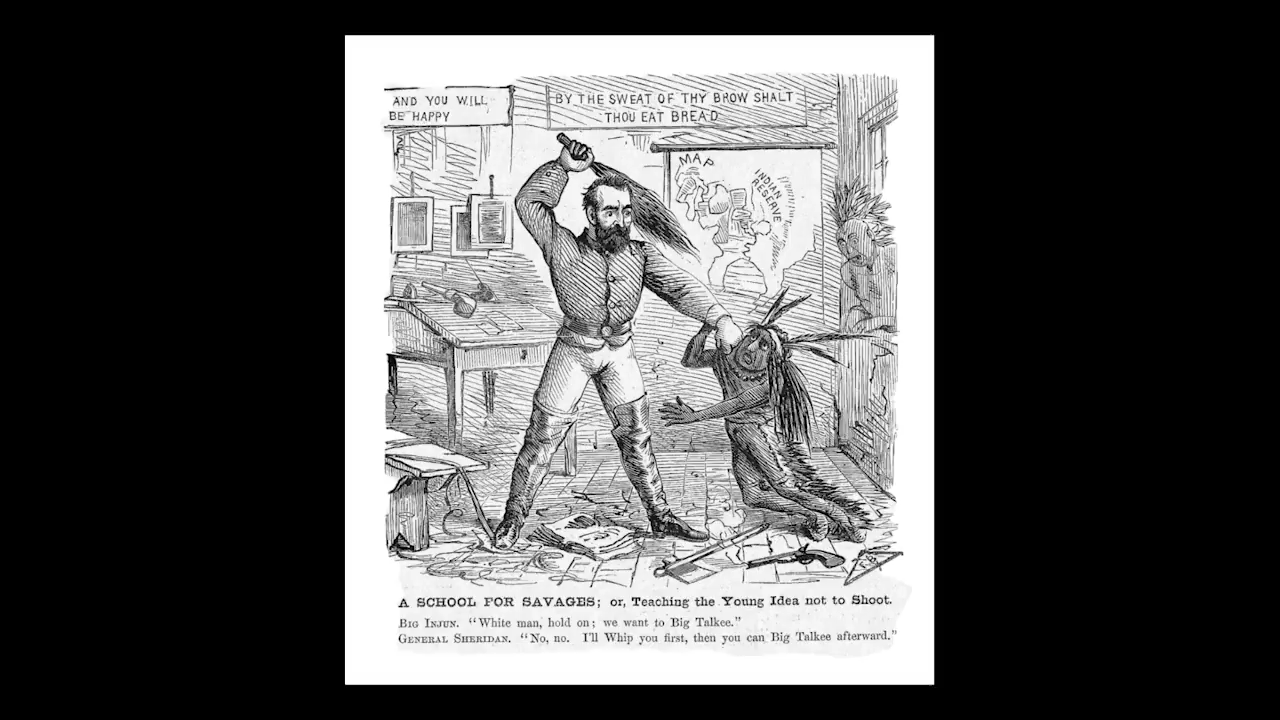 AND YOU WILL
BE HAPPY
BY THE SWEAT OF THY BROW SHALT
THOU EAT BREAD
MAP
INDIAN
RESERVE
A SCHOOL FOR SAVAGES; or, Teaching the Young Idea not to Shoot.
BIG INJUN. “White man, hold on; we want to Big Talkee.”
GENERAL SHERIDAN. “No, no. I'll Whip you first, then you can Big Talkee afterward.”